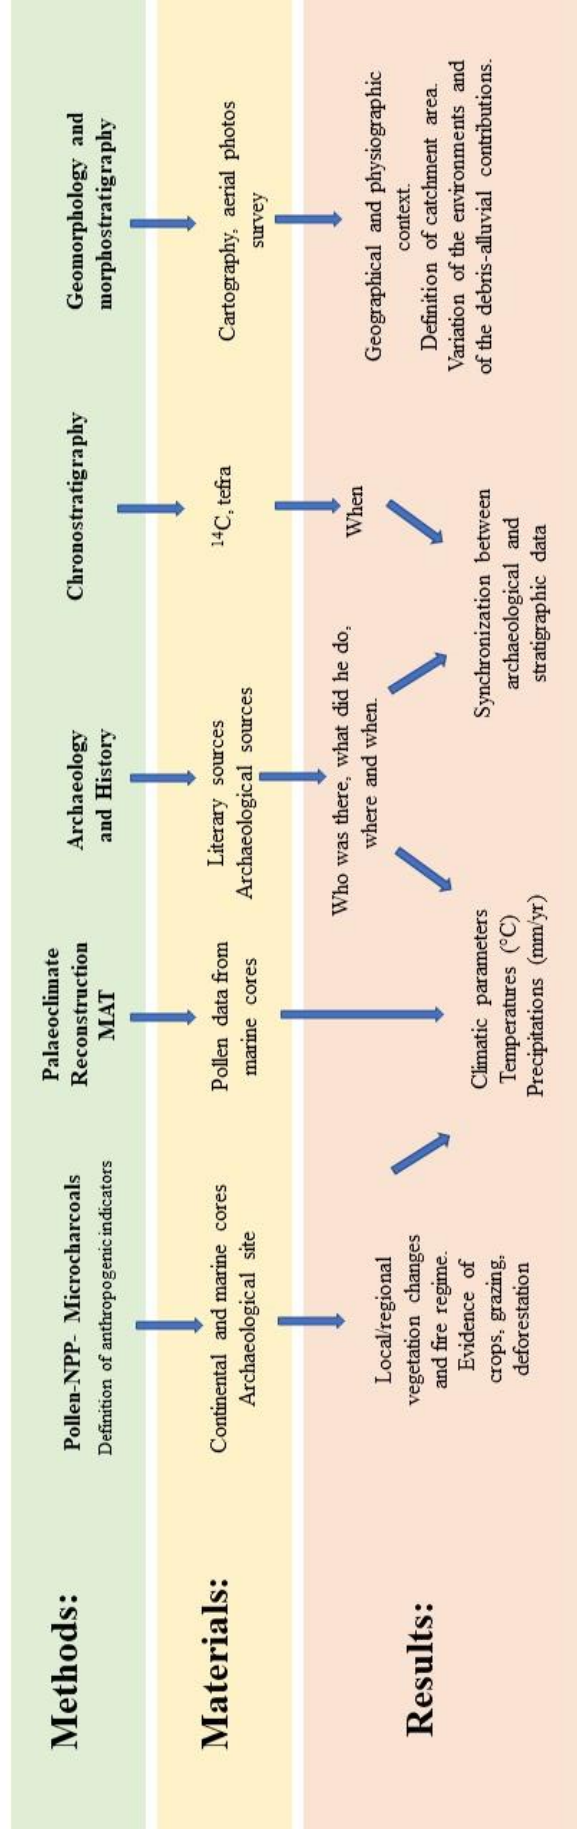 Methods:
Pollen-NPP- Microcharcoals
Definition of anthropogenic indicators
Palaeoclimate
Reconstruction
MAT
Archaeology
and History
Chronostratigraphy
Geomorphology and
morphostratigraphy
Materials:
Continental and marine cores
Archaeological site
Pollen data from
marine cores
Literary sources
Archaeological sources
¹⁴C, tefra
Cartography, aerial photos
survey
Results:
Local/regional
vegetation changes
and fire regime.
Evidence of
crops, grazing,
deforestation
Climatic parameters
Temperatures (°C)
Precipitations (mm/yr)
Who was there, what did he do,
where and when.
When
Synchronization between
archaeological and
stratigraphic data
Geographical and physiographic
context.
Definition of catchment area.
Variation of the environments and
of the debris-alluvial contributions.